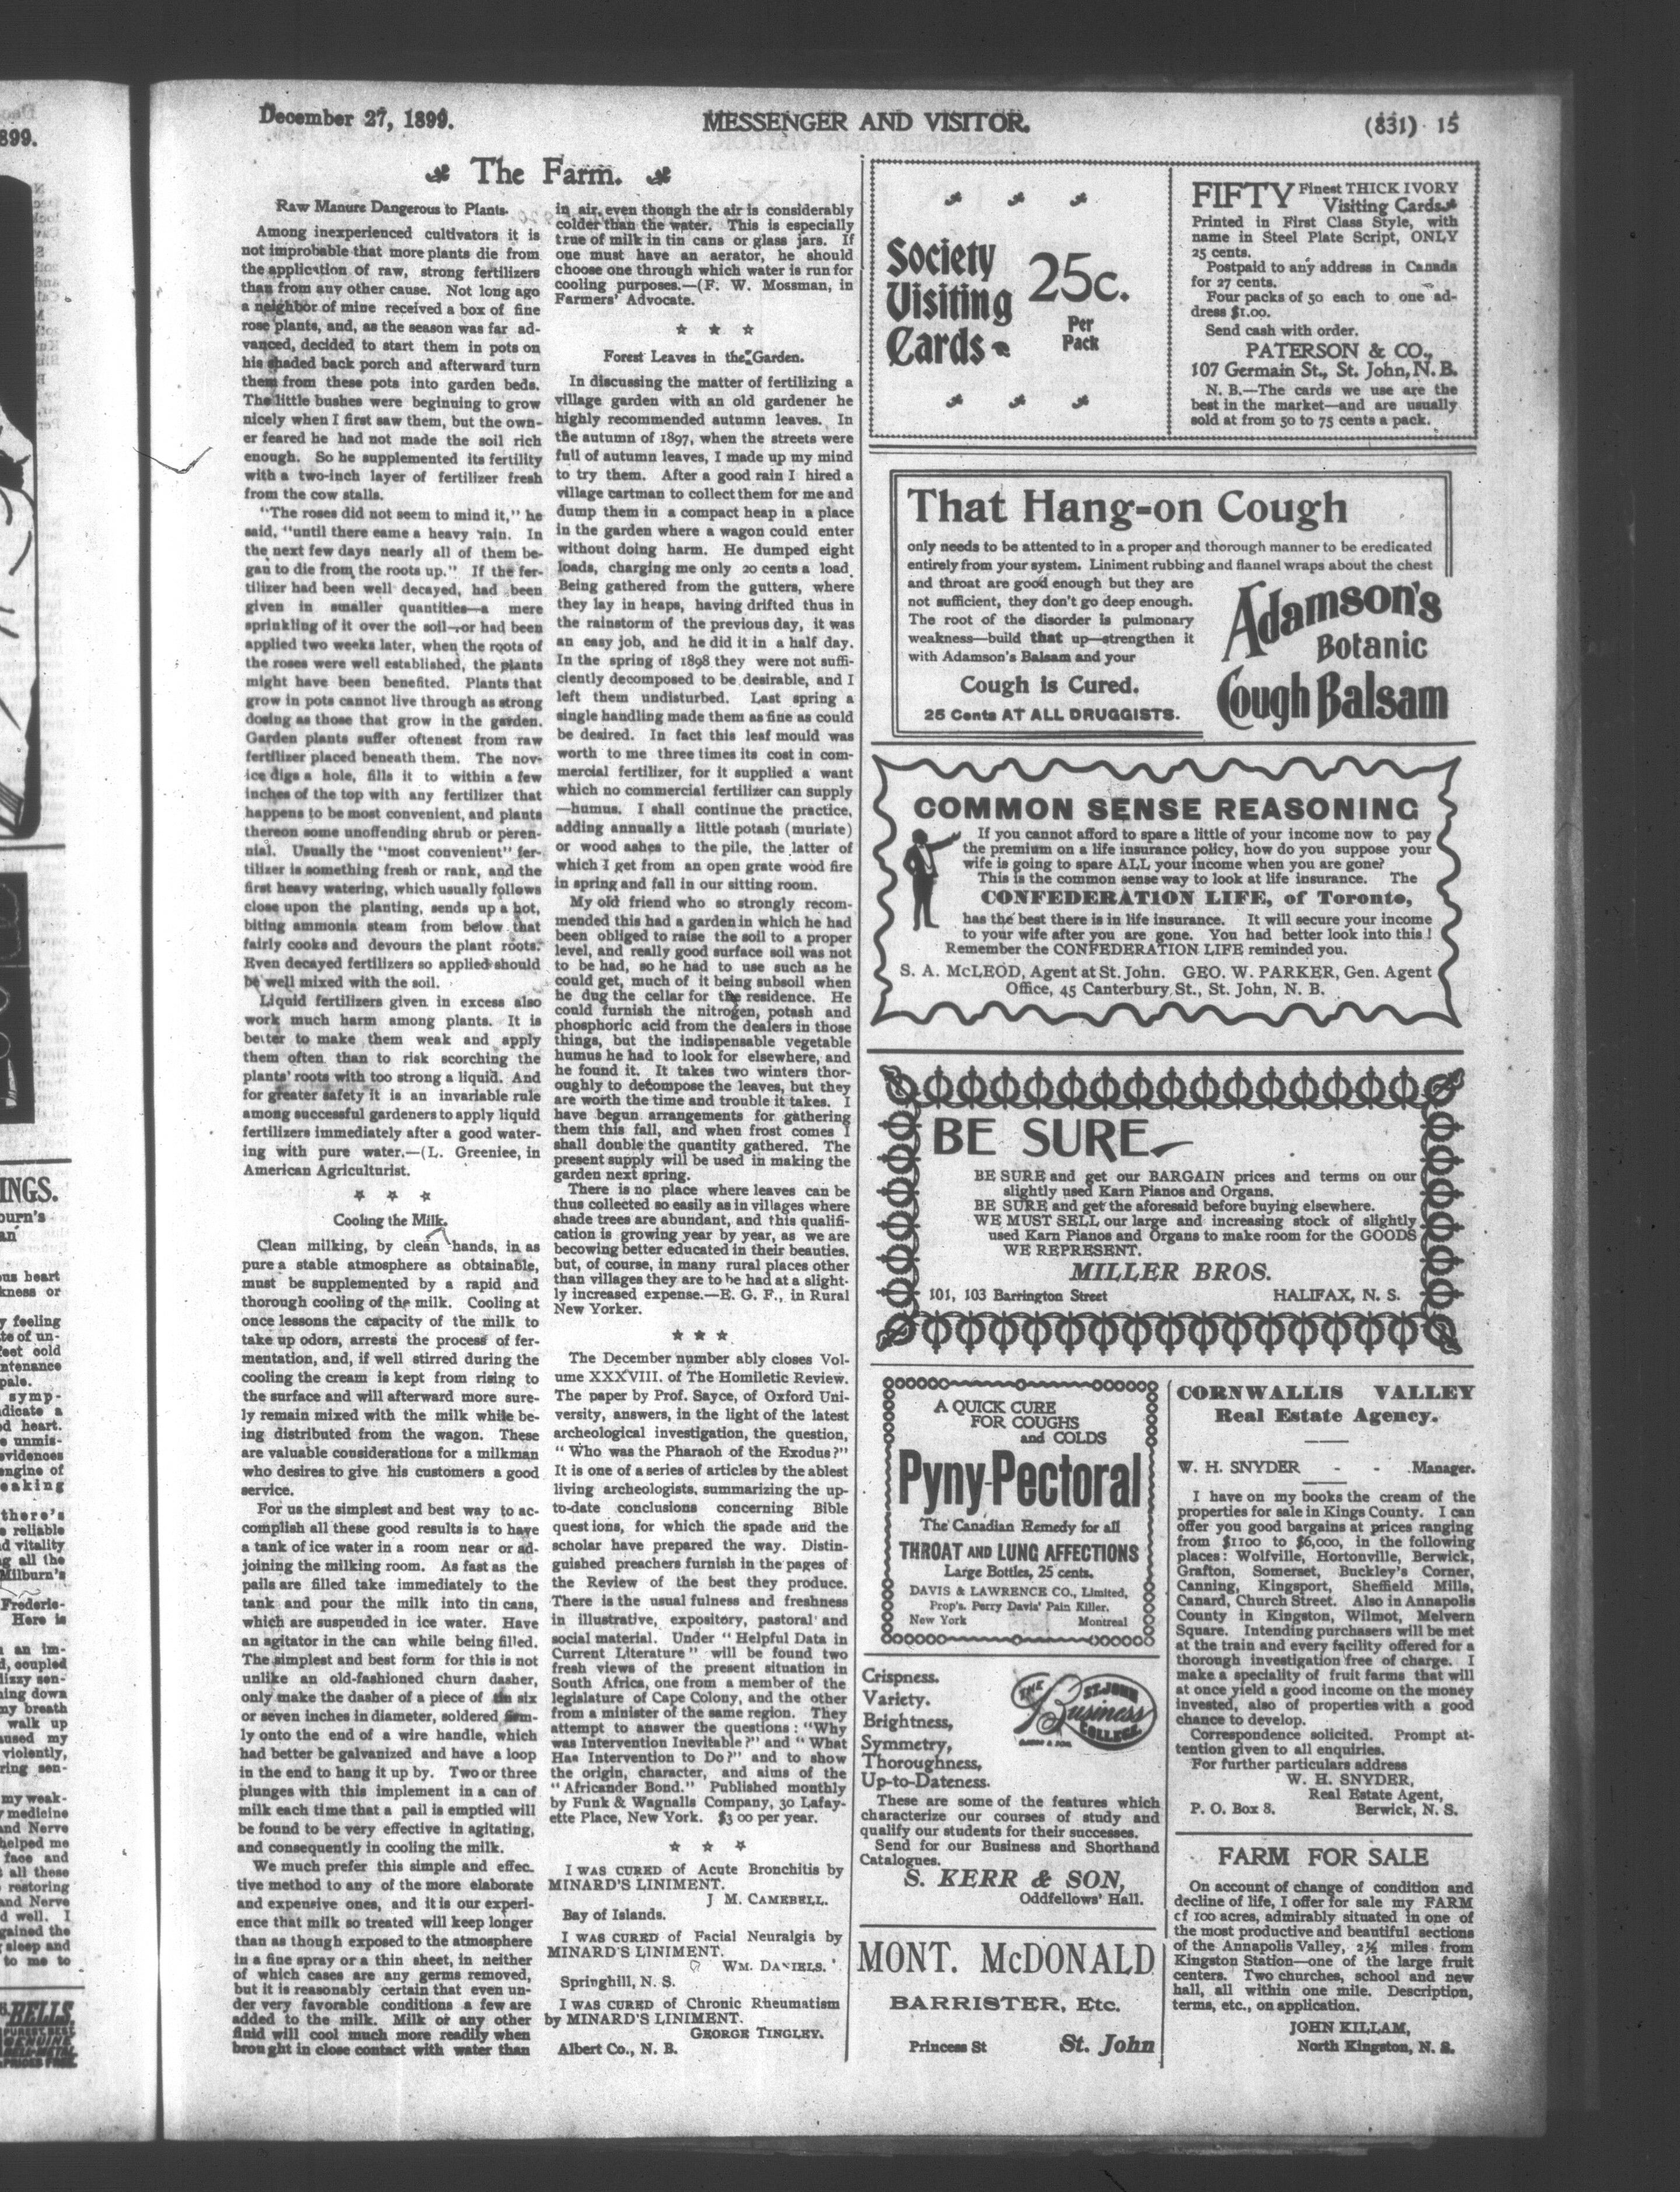 December 27, 1899.
MESSENGER AND VISITOR.
(831) 15
The Farm.
Raw Manure Dangerous to Plants.
Among inexperienced cultivators it is
not improbable that more plants die from
the application of raw, strong fertilizers
than from any other cause. Not long ago
a neighbor of mine received a box of fine
rose plants, and, as the season was far ad-
vanced, decided to start them in pots on
his shaded back porch and afterward turn
them from these pots into garden beds.
The little bushes were beginning to grow
nicely when I first saw them, but the own-
er feared he had not made the soil rich
enough. So he supplemented its fertility
with a two-inch layer of fertilizer fresh
from the cow stalls.
"The roses did not seem to mind it," he
said, "until there came a heavy rain. In
the next few days nearly all of them be-
gan to die from the roots up." If the fer-
tilizer had been well decayed, had been
given in smaller quantities—a mere
sprinkling of it over the soil—or had been
applied two weeks later, when the roots of
the roses were well established, the plants
might have been benefited. Plants that
grow in pots cannot live through as strong
dosing as those that grow in the garden.
Garden plants suffer oftenest from raw
fertilizer placed beneath them. The nov-
ice digs a hole, fills it to within a few
inches of the top with any fertilizer that
happens to be most convenient, and plants
thereon some unoffending shrub or peren-
nial. Usually the "most convenient" fer-
tilizer is something fresh or rank, and the
first heavy watering, which usually follows
close upon the planting, sends up a hot,
biting ammonia steam from below that
fairly cooks and devours the plant roots.
Even decayed fertilizers so applied should
be well mixed with the soil.
Liquid fertilizers given in excess also
work much harm among plants. It is
better to make them weak and apply
them often than to risk scorching the
plants' roots with too strong a liquid. And
for greater safety it is an invariable rule
among successful gardeners to apply liquid
fertilizers immediately after a good water-
ing with pure water.—(L. Greeniee, in
American Agriculturist.
Cooling the Milk.
Clean milking, by clean hands, in as
pure a stable atmosphere as obtainable,
must be supplemented by a rapid and
thorough cooling of the milk. Cooling at
once lessons the capacity of the milk to
take up odors, arrests the process of fer-
mentation, and, if well stirred during the
cooling the cream is kept from rising to
the surface and will afterward more sure-
ly remain mixed with the milk while be-
ing distributed from the wagon. These
are valuable considerations for a milkman
who desires to give his customers a good
service.
For us the simplest and best way to ac-
complish all these good results is to have
a tank of ice water in a room near or ad-
joining the milking room. As fast as the
pails are filled take immediately to the
tank and pour the milk into tin cans,
which are suspended in ice water. Have
an agitator in the can while being filled.
The simplest and best form for this is not
unlike an old-fashioned churn dasher,
only make the dasher of a piece of tin six
or seven inches in diameter, soldered firm-
ly onto the end of a wire handle, which
had better be galvanized and have a loop
in the end to hang it up by. Two or three
plunges with this implement in a can of
milk each time that a pail is emptied will
be found to be very effective in agitating,
and consequently in cooling the milk.
We much prefer this simple and effec.
tive method to any of the more elaborate
and expensive ones, and it is our experi-
ence that milk so treated will keep longer
than as though exposed to the atmosphere
in a fine spray or a thin sheet, in neither
of which cases are any germs removed,
but it is reasonably certain that even un-
der very favorable conditions a few are
added to the milk. Milk or any other
fluid will cool much more readily when
brought in close contact with water than
in air, even though the air is considerably
colder than the water. This is especially
true of milk in tin cans or glass jars. If
one must have an aerator, he should
choose one through which water is run for
cooling purposes.—(F. W. Mossman, in
Farmers' Advocate.
Forest Leaves in the Garden.
In discussing the matter of fertilizing a
village garden with an old gardener he
highly recommended autumn leaves. In
the autumn of 1897, when the streets were
full of autumn leaves, I made up my mind
to try them. After a good rain I hired a
village cartman to collect them for me and
dump them in a compact heap in a place
in the garden where a wagon could enter
without doing harm. He dumped eight
loads, charging me only 20 cents a load
Being gathered from the gutters, where
they lay in heaps, having drifted thus in
the rainstorm of the previous day, it was
an easy job, and he did it in a half day.
In the spring of 1898 they were not suffi-
ciently decomposed to be desirable, and I
left them undisturbed. Last spring a
single handling made them as fine as could
be desired. In fact this leaf mould was
worth to me three times its cost in com-
mercial fertilizer, for it supplied a want
which no commercial fertilizer can supply
—humus. I shall continue the practice,
adding annually a little potash (muriate)
or wood ashes to the pile, the latter of
which I get from an open grate wood fire
in spring and fall in our sitting room.
My old friend who so strongly recom-
mended this had a garden in which he had
been obliged to raise the soil to a proper
level, and really good surface soil was not
to be had, so he had to use such as he
could get, much of it being subsoil when
he dug the cellar for the residence. He
could furnish the nitrogen, potash and
phosphoric acid from the dealers in those
things, but the indispensable vegetable
humus he had to look for elsewhere, and
he found it. It takes two winters thor-
oughly to decompose the leaves, but they
are worth the time and trouble it takes. I
have begun arrangements for gathering
them this fall, and when frost comes I
shall double the quantity gathered. The
present supply will be used in making the
garden next spring.
There is no place where leaves can be
thus collected so easily as in villages where
shade trees are abundant, and this qualifi-
cation is growing year by year, as we are
becowing better educated in their beauties,
but, of course, in many rural places other
than villages they are to be had at a slight-
ly increased expense.—E. G. F., in Rural
New Yorker.
The December number ably closes Vol-
ume XXXVIII. of The Homiletic Review.
The paper by Prof. Sayce, of Oxford Uni-
versity, answers, in the light of the latest
archeological investigation, the question,
"Who was the Pharaoh of the Exodus?"
It is one of a series of articles by the ablest
living archeologists, summarizing the up-
to-date conclusions concerning Bible
questions, for which the spade and the
scholar have prepared the way. Distin-
guished preachers furnish in the pages of
the Review of the best they produce.
There is the usual fulness and freshness
in illustrative, expository, pastoral and
social material. Under "Helpful Data in
Current Literature" will be found two
fresh views of the present situation in
South Africa, one from a member of the
legislature of Cape Colony, and the other
from a minister of the same region. They
attempt to answer the questions: "Why
was Intervention Inevitable?" and "What
Has Intervention to Do?" and to show
the origin, character, and aims of the
"Africander Bond." Published monthly
by Funk & Wagnalls Company, 30 Lafay-
ette Place, New York. $3 00 per year.
I WAS CURED of Acute Bronchitis by
MINARD'S LINIMENT.
J M. CAMEBELL.
Bay of Islands.
I WAS CURED of Facial Neuralgia by
MINARD'S LINIMENT.
WM. DANIELS.
Springhill, N. S.
I WAS CURED of Chronic Rheumatism
by MINARD'S LINIMENT.
GEORGE TINGLEY.
Albert Co., N. B.
Society
Visiting
Cards
25c.
Per
Pack
FIFTY Finest THICK IVORY
Visiting Cards
Printed in First Class Style, with
name in Steel Plate Script, ONLY
25 cents.
Postpaid to any address in Canada
for 27 cents.
Four packs of 50 each to one ad-
dress $1.00.
Send cash with order.
PATERSON & CO.,
107 Germain St., St. John, N. B.
N. B.—The cards we use are the
best in the market—and are usually
sold at from 50 to 75 cents a pack.
That Hang-on Cough
only needs to be attented to in a proper and thorough manner to be eredicated
entirely from your system. Liniment rubbing and flannel wraps about the chest
and throat are good enough but they are
not sufficient, they don't go deep enough.
The root of the disorder is pulmonary
weakness—build that up—strengthen it
with Adamson's Balsam and your
Cough is Cured.
25 Cents AT ALL DRUGGISTS.
Adamson's
Botanic
Cough Balsam
COMMON SENSE REASONING
If you cannot afford to spare a little of your income now to pay
the premium on a life insurance policy, how do you suppose your
wife is going to spare ALL your income when you are gone?
This is the common sense way to look at life insurance. The
CONFEDERATION LIFE, of Toronto,
has the best there is in life insurance. It will secure your income
to your wife after you are gone. You had better look into this!
Remember the CONFEDERATION LIFE reminded you.
S. A. McLEOD, Agent at St. John. GEO. W. PARKER, Gen. Agent
Office, 45 Canterbury St., St. John, N. B.
BE SURE
BE SURE and get our BARGAIN prices and terms on our
slightly used Karn Pianos and Organs.
BE SURE and get the aforesaid before buying elsewhere.
WE MUST SELL our large and increasing stock of slightly
used Karn Pianos and Organs to make room for the GOODS
WE REPRESENT.
MILLER BROS.
101, 103 Barrington Street HALIFAX, N. S.
A QUICK CURE
FOR COUGHS
and COLDS
Pyny-Pectoral
The Canadian Remedy for all
THROAT AND LUNG AFFECTIONS
Large Bottles, 25 cents.
DAVIS & LAWRENCE CO., Limited,
Prop's. Perry Davis' Pain Killer.
New York Montreal
Crispness.
Variety.
Brightness,
Symmetry,
Thoroughness,
Up-to-Dateness.
THE
ST. JOHN
Business
COLLEGE
These are some of the features which
characterize our courses of study and
qualify our students for their successes.
Send for our Business and Shorthand
Catalogues.
S. KERR & SON,
Oddfellows' Hall.
MONT. McDONALD
BARRISTER, Etc.
Princess St St. John
CORNWALLIS VALLEY
Real Estate Agency.
W. H. SNYDER - - Manager.
I have on my books the cream of the
properties for sale in Kings County. I can
offer you good bargains at prices ranging
from $1100 to $6,000, in the following
places: Wolfville, Hortonville, Berwick,
Grafton, Somerset, Buckley's Corner,
Canning, Kingsport, Sheffield Mills,
Canard, Church Street. Also in Annapolis
County in Kingston, Wilmot, Melvern
Square. Intending purchasers will be met
at the train and every facility offered for a
thorough investigation free of charge. I
make a speciality of fruit farms that will
at once yield a good income on the money
invested, also of properties with a good
chance to develop.
Correspondence solicited. Prompt at-
tention given to all enquiries.
For further particulars address
W. H. SNYDER,
Real Estate Agent,
P. O. Box 8. Berwick, N. S.
FARM FOR SALE
On account of change of condition and
decline of life, I offer for sale my FARM
cf 100 acres, admirably situated in one of
the most productive and beautiful sections
of the Annapolis Valley, 2½ miles from
Kingston Station—one of the large fruit
centers. Two churches, school and new
hall, all within one mile. Description,
terms, etc., on application.
JOHN KILLAM,
North Kingston, N. S.